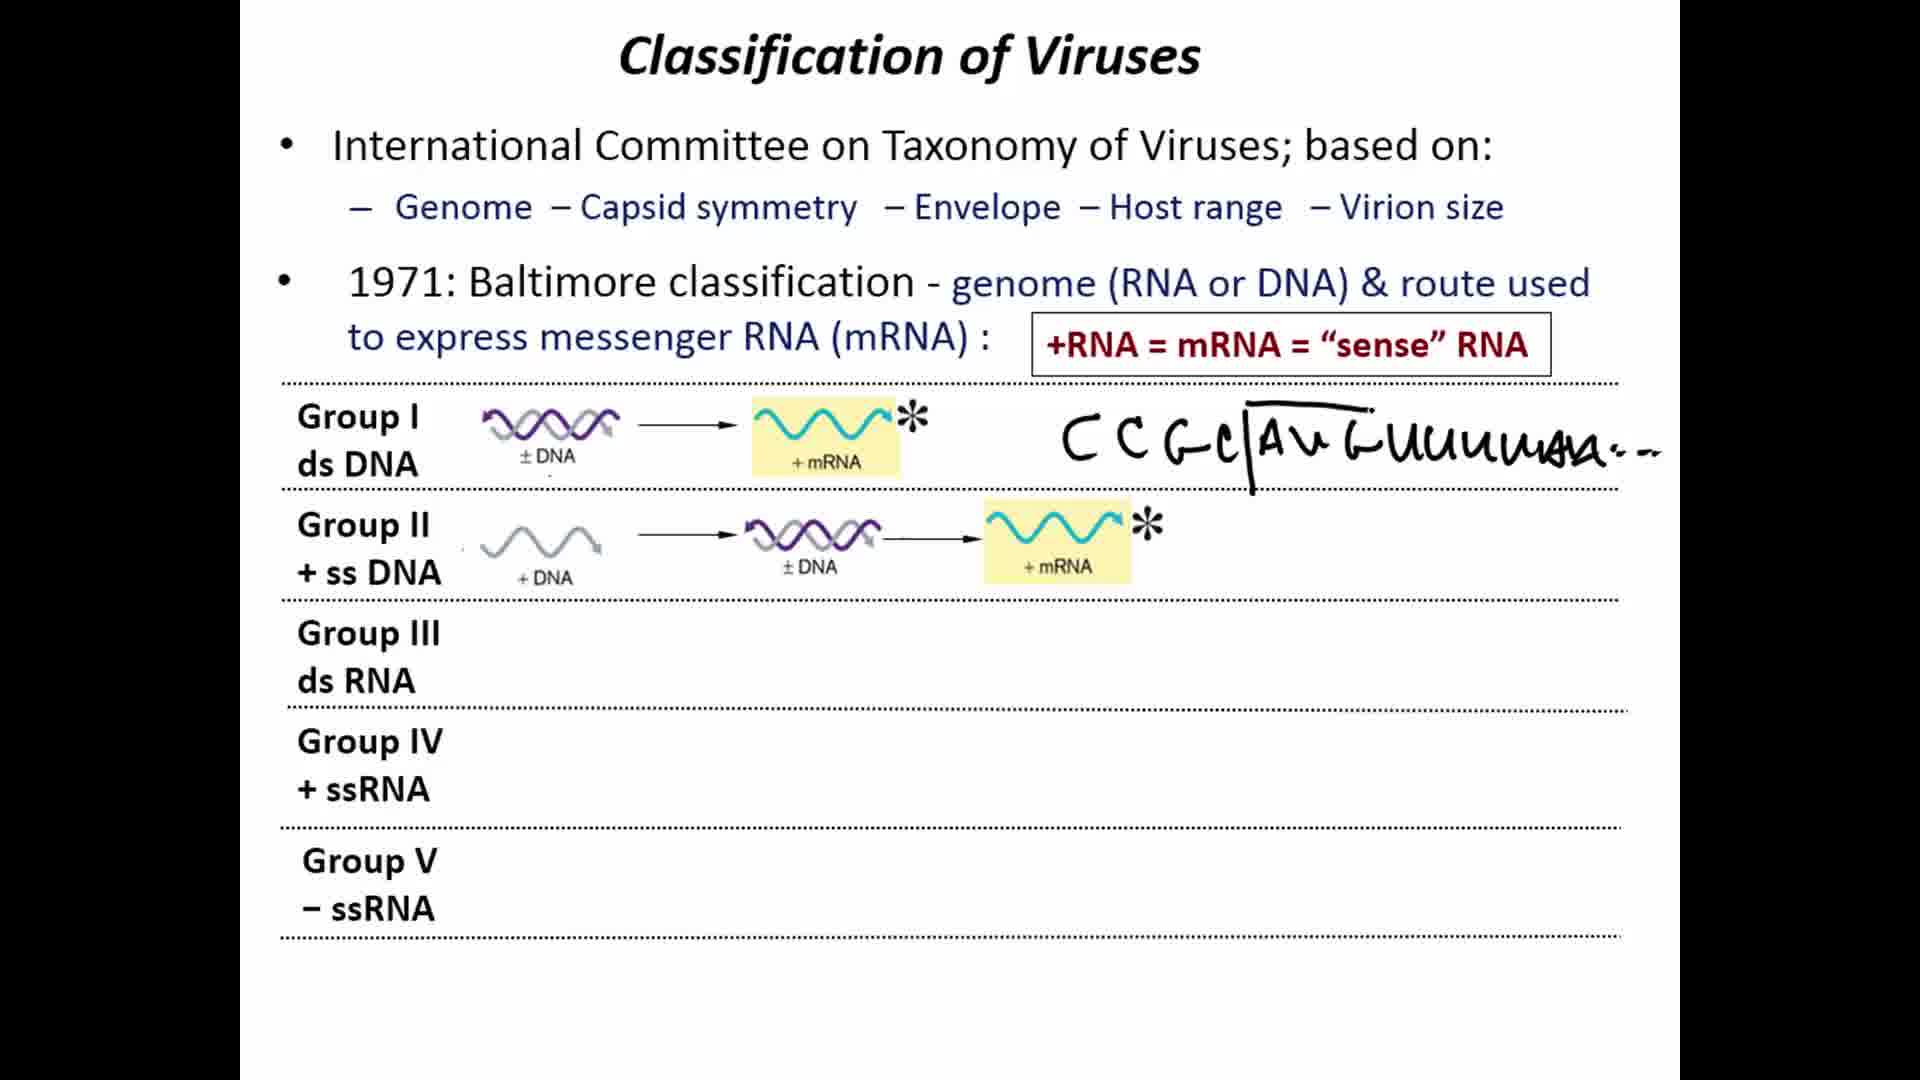 Classification of Viruses
• International Committee on Taxonomy of Viruses; based on:
– Genome – Capsid symmetry – Envelope – Host range – Virion size
• 1971: Baltimore classification - genome (RNA or DNA) & route used
to express messenger RNA (mRNA) :
+RNA = mRNA = “sense” RNA
Group I
ds DNA
± DNA
+ mRNA
*
CCGC|AUGUUUU
Group II
+ ss DNA
+ DNA
± DNA
+ mRNA
*
Group III
ds RNA
Group IV
+ ssRNA
Group V
– ssRNA